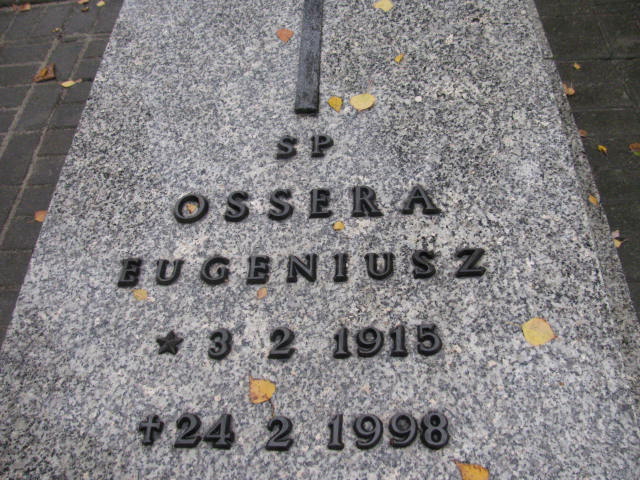 SP
OSSERA
EUGENIUSZ
★ 3 2 1915
✝ 24 2 1998